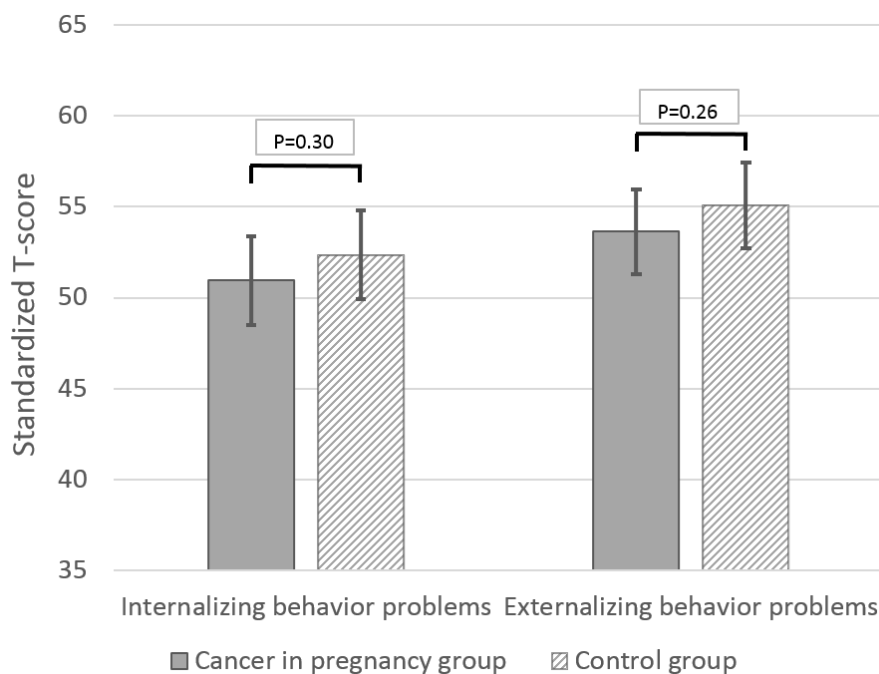 65
60
55
50
45
40
35
Standardized T-score
P=0.30
P=0.26
Internalizing behavior problems
Externalizing behavior problems
Cancer in pregnancy group
Control group